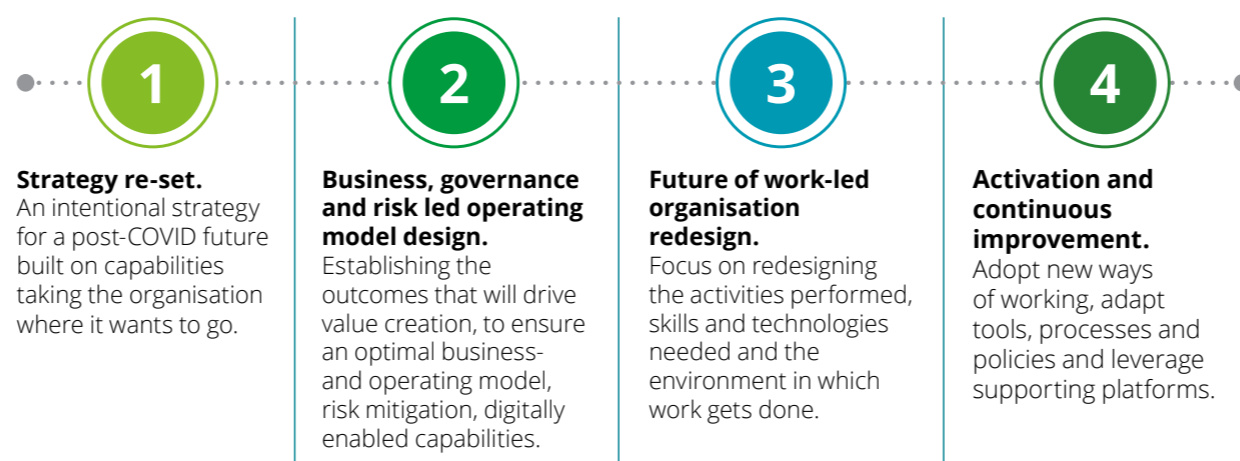 1
Strategy re-set.
An intentional strategy
for a post-COVID future
built on capabilities
taking the organisation
where it wants to go.
2
Business, governance
and risk led operating
model design.
Establishing the
outcomes that will drive
value creation, to ensure
an optimal business-
and operating model,
risk mitigation, digitally
enabled capabilities.
3
Future of work-led
organisation
redesign.
Focus on redesigning
the activities performed,
skills and technologies
needed and the
environment in which
work gets done.
4
Activation and
continuous
improvement.
Adopt new ways
of working, adapt
tools, processes and
policies and leverage
supporting platforms.